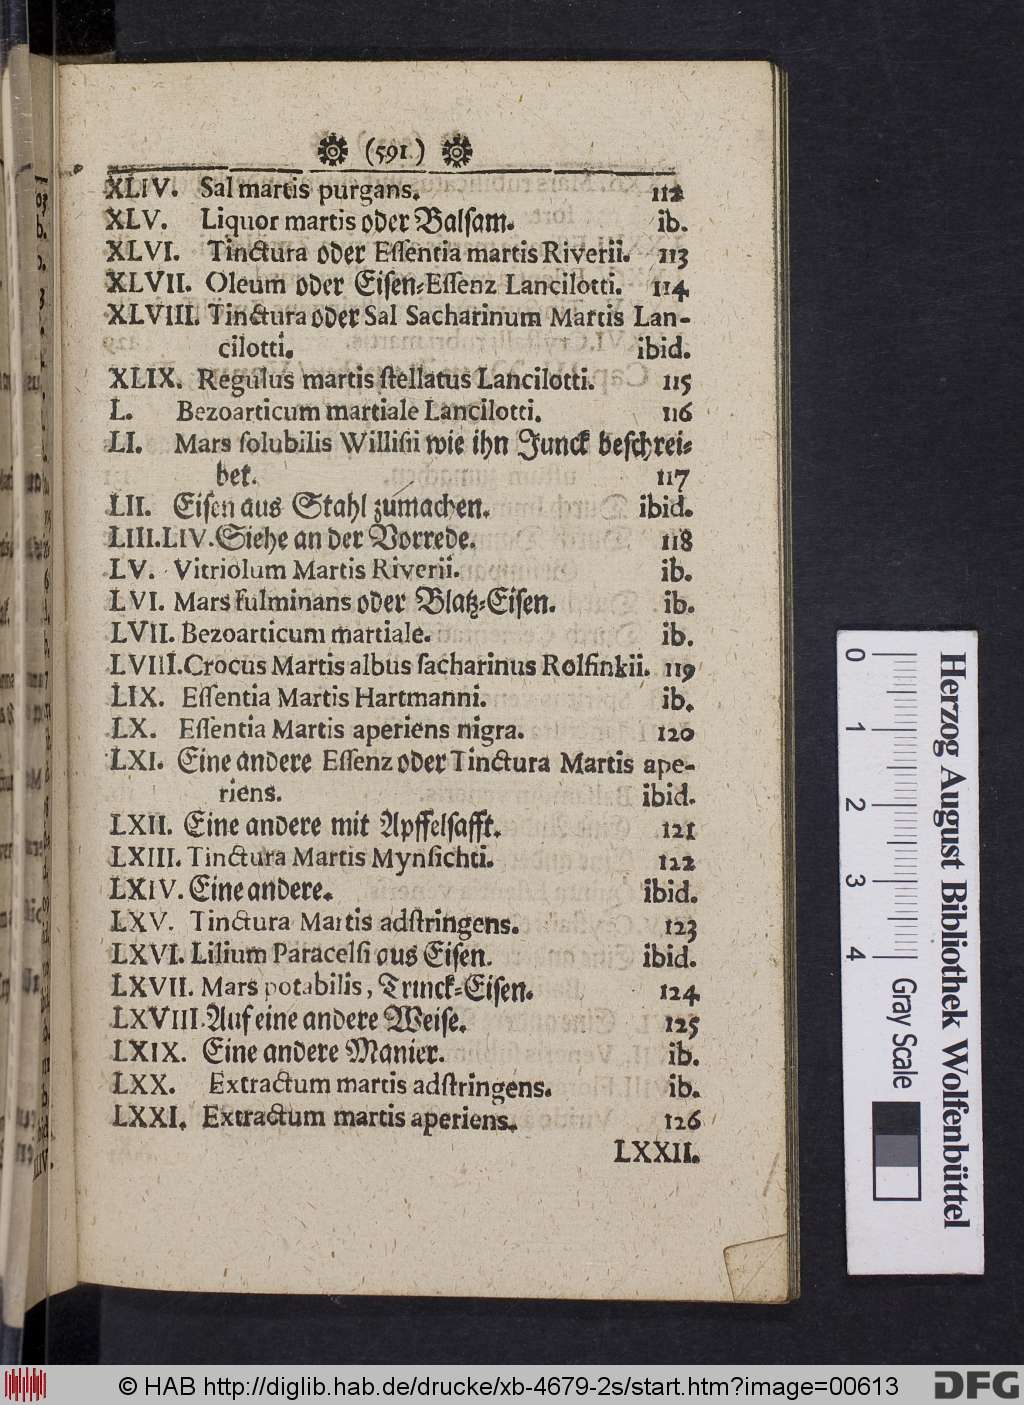 (591)
XLIV. Sal martis purgans. 112
XLV. Liquor martis oder Balsam. ib.
XLVI. Tinctura oder Essentia martis Riverii. 113
XLVII. Oleum oder Eisen-Essenz Lancilotti. 114
XLVIII. Tinctura oder Sal Sacharinum Martis Lan-
cilotti. ibid.
XLIX. Regulus martis stellatus Lancilotti. 115
L. Bezoarticum martiale Lancilotti. 116
LI. Mars solubilis Willisii wie ihn Junck beschrei-
bet. 117
LII. Eisen aus Stahl zumachen. ibid.
LIII. LIV. Siehe an der Vorrede. 118
LV. Vitriolum Martis Riverii. ib.
LVI. Mars fulminans oder Blatz-Eisen. ib.
LVII. Bezoarticum martiale. ib.
LVIII. Crocus Martis albus sacharinus Rolfinkii. 119
LIX. Essentia Martis Hartmanni. ib.
LX. Essentia Martis aperiens nigra. 120
LXI. Eine andere Essenz oder Tinctura Martis ape-
riens. ibid.
LXII. Eine andere mit Apffelsafft. 121
LXIII. Tinctura Martis Mynsichti. 122
LXIV. Eine andere. ibid.
LXV. Tinctura Martis adstringens. 123
LXVI. Lilium Paracelsi aus Eisen. ibid.
LXVII. Mars potabilis, Trinck-Eisen. 124
LXVIII. Auf eine andere Weise. 125
LXIX. Eine andere Manier. ib.
LXX. Extractum martis adstringens. ib.
LXXI. Extractum martis aperiens. 126
LXXII.
Herzog August Bibliothek Wolfenbüttel
0 1 2 3 4 Gray Scale
© HAB http://diglib.hab.de/drucke/xb-4679-2s/start.htm?image=00613
DFG